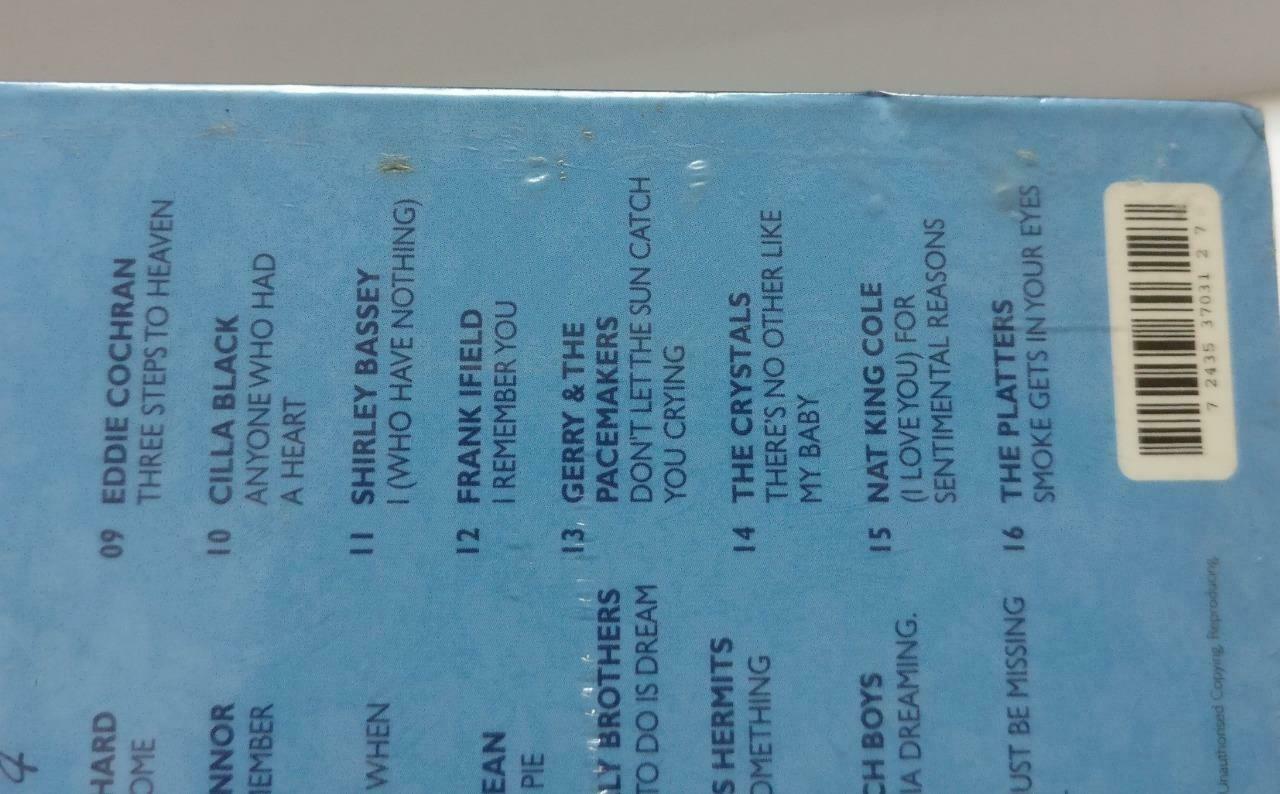 4
HARD
OME
NNOR
EMBER
WHEN
EAN
PIE
LY BROTHERS
TO DO IS DREAM
S HERMITS
OMETHING
CH BOYS
IA DREAMING.
UST BE MISSING
09 EDDIE COCHRAN
THREE STEPS TO HEAVEN
10 CILLA BLACK
ANYONE WHO HAD
A HEART
11 SHIRLEY BASSEY
I (WHO HAVE NOTHING)
12 FRANK IFIELD
I REMEMBER YOU
13 GERRY & THE
PACEMAKERS
DON'T LET THE SUN CATCH
YOU CRYING
14 THE CRYSTALS
THERE'S NO OTHER LIKE
MY BABY
15 NAT KING COLE
(I LOVE YOU) FOR
SENTIMENTAL REASONS
16 THE PLATTERS
SMOKE GETS IN YOUR EYES
7 2435 37031 2 7
Unauthorised Copying, Reproducing,